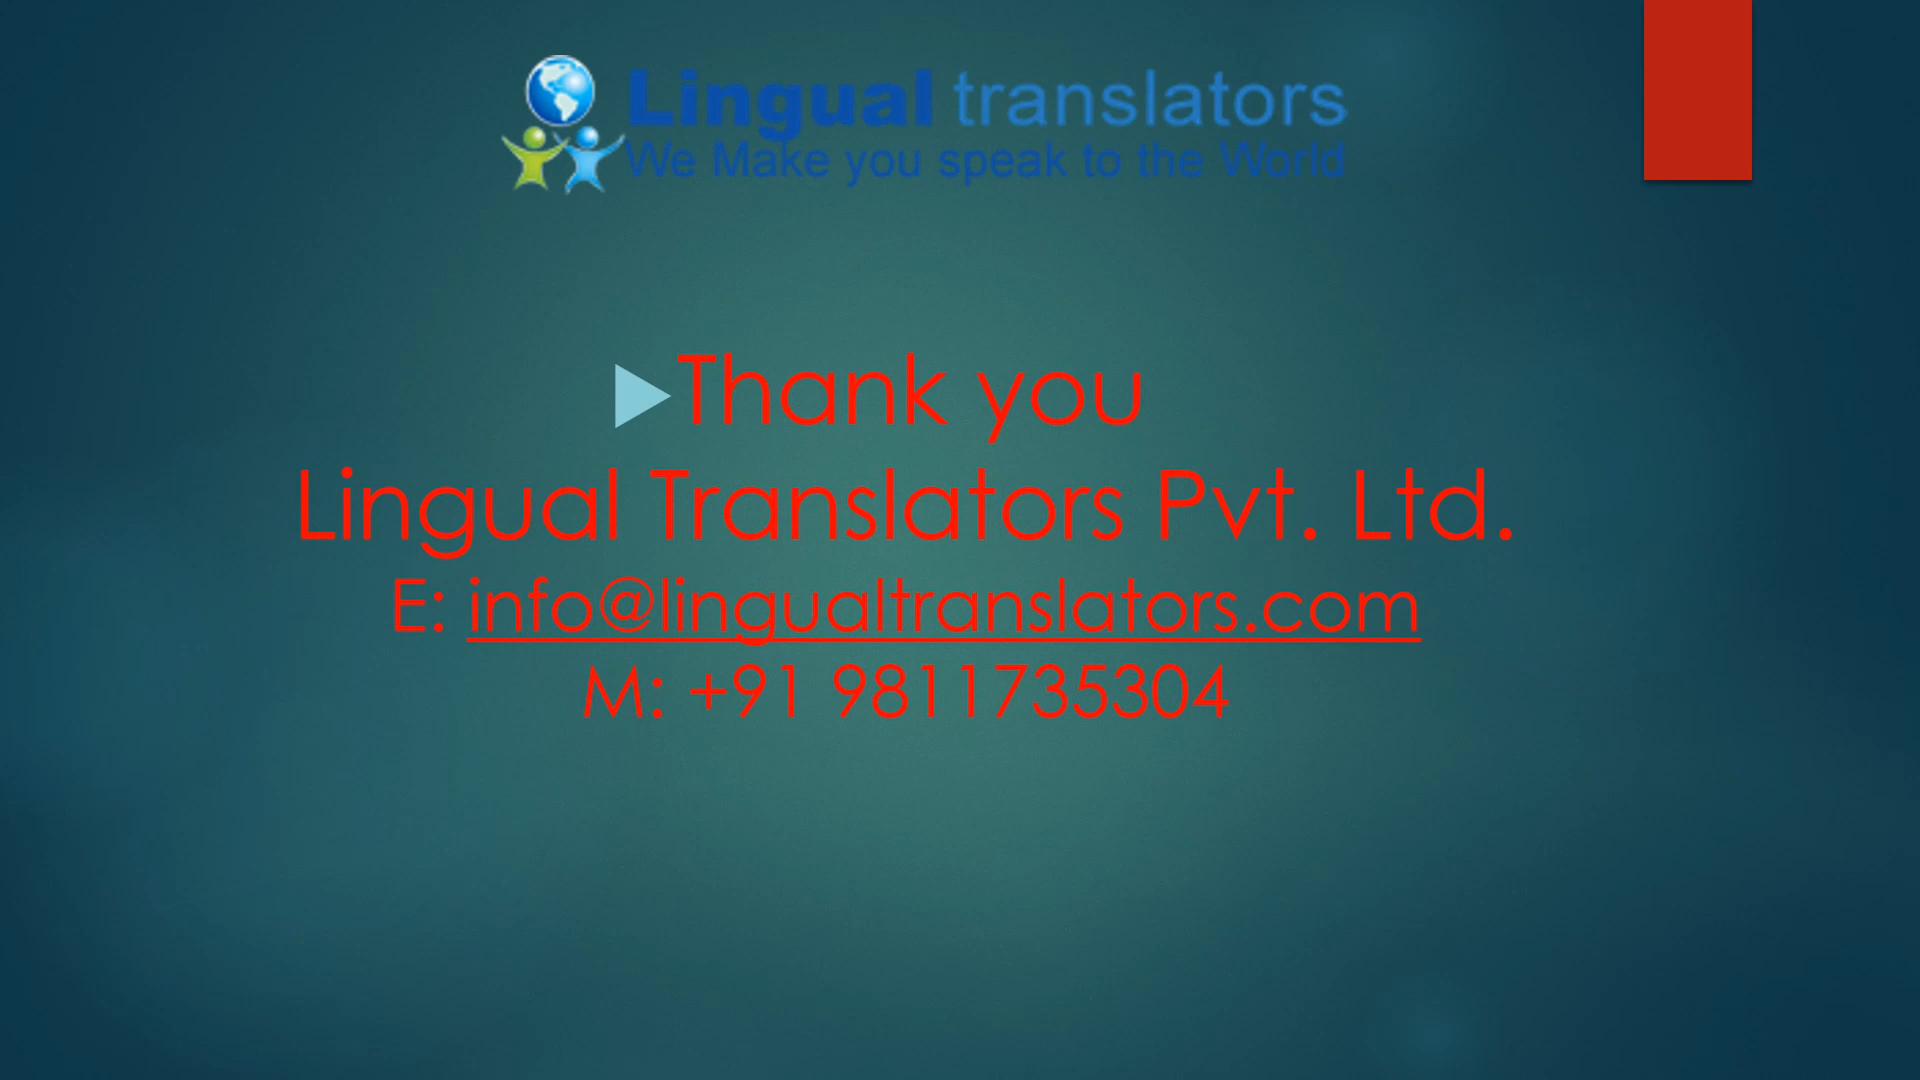 Lingual translators
We Make you speak to the World
Thank you
Lingual Translators Pvt. Ltd.
E: info@lingualtranslators.com
M: +91 9811735304